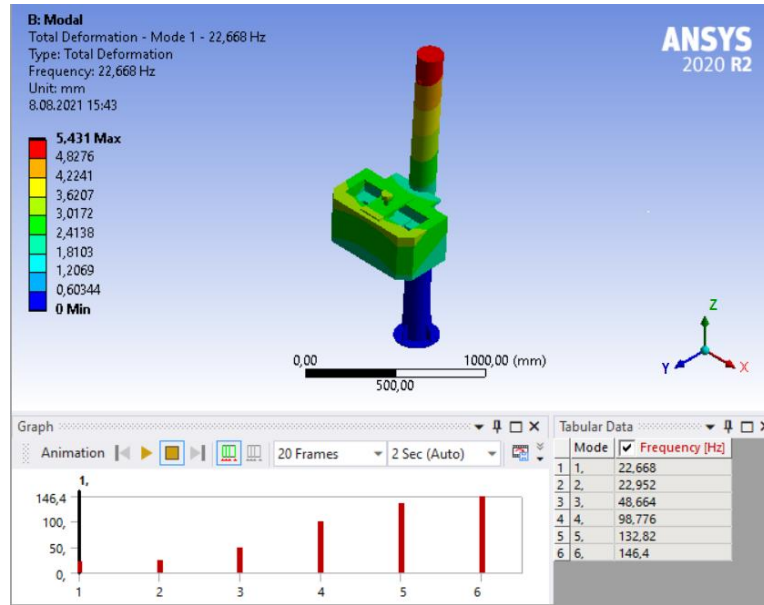 B: Modal
Total Deformation - Mode 1 - 22,668 Hz
Type: Total Deformation
Frequency: 22,668 Hz
Unit: mm
8.08.2021 15:43
ANSYS
2020 R2
5,431 Max
4,8276
4,2241
3,6207
3,0172
2,4138
1,8103
1,2069
0,60344
0 Min
0,00
1000,00 (mm)
500,00
Z
Y
X
Graph
Animation
20 Frames
2 Sec (Auto)
1,
146,4
100,
50,
0,
1 2 3 4 5 6
Tabular Data
Mode Frequency [Hz]
1 1, 22,668
2 2, 22,952
3 3, 48,664
4 4, 98,776
5 5, 132,82
6 6, 146,4